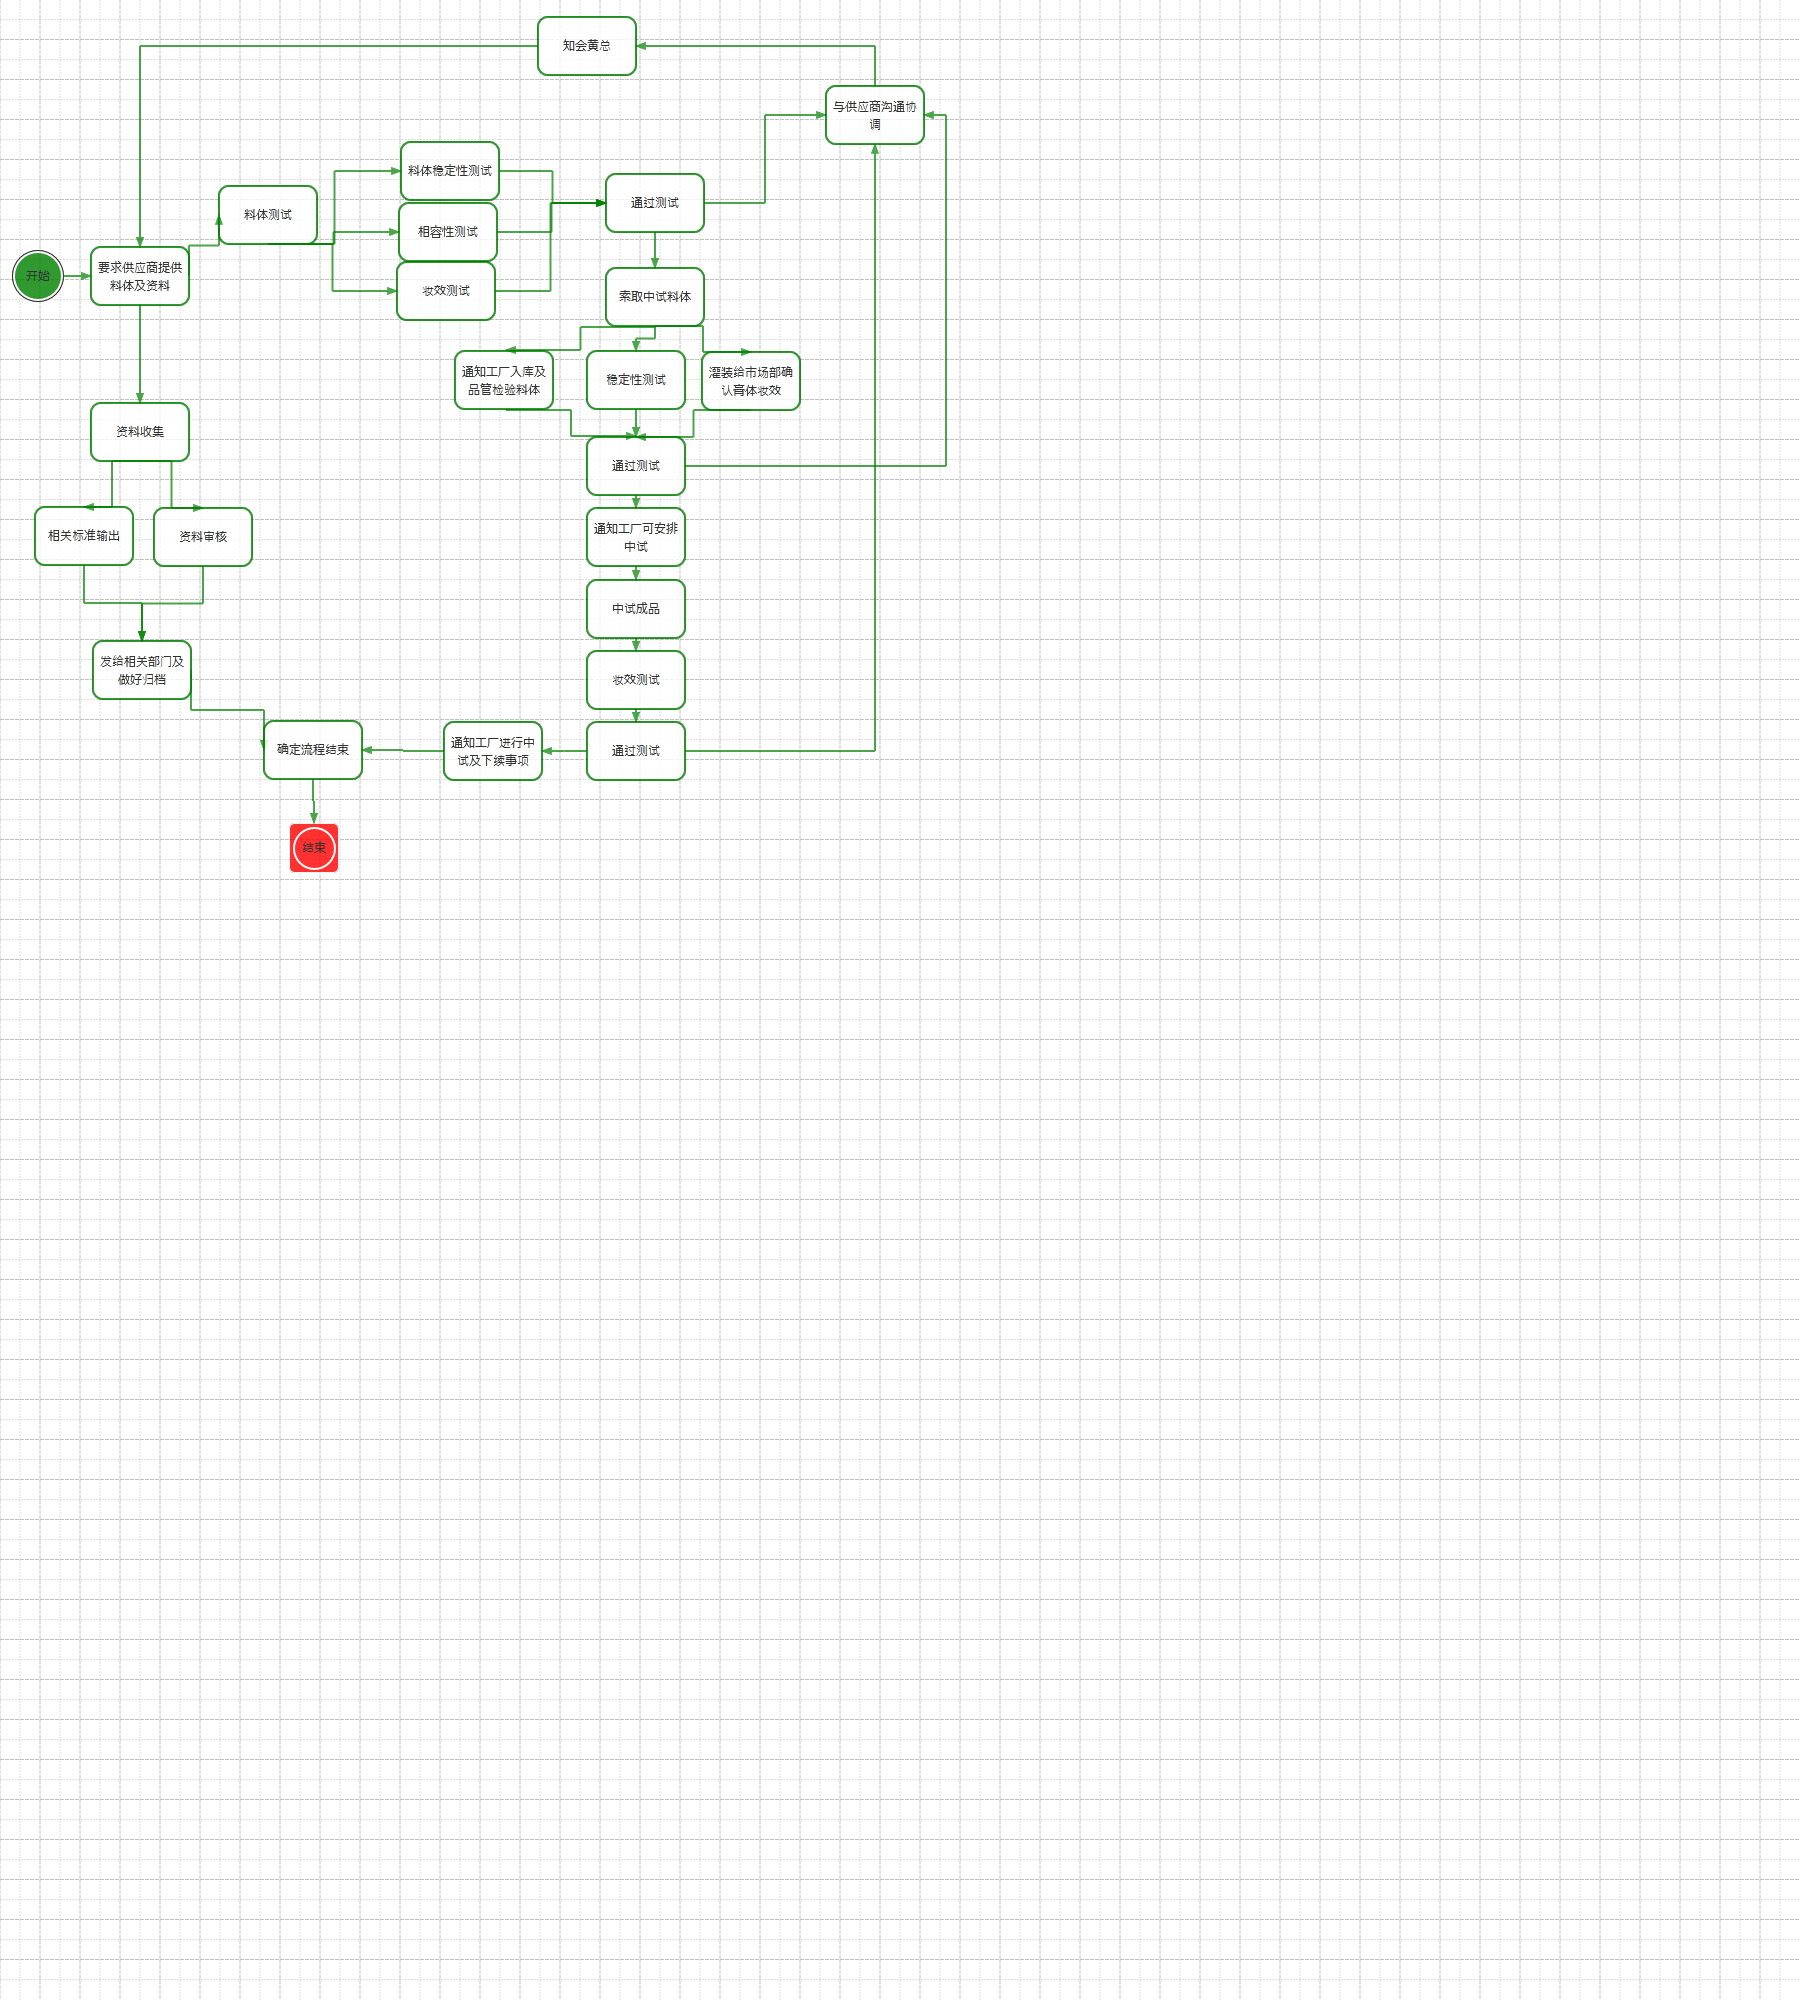 知会黄总
与供应商沟通协
调
料体稳定性测试
料体测试
通过测试
相容性测试
开始
要求供应商提供
料体及资料
妆效测试
索取中试料体
通知工厂入库及
品管检验料体
稳定性测试
灌装给市场部确
认膏体妆效
资料收集
通过测试
相关标准输出
资料审核
通知工厂可安排
中试
中试成品
发给相关部门及
做好归档
妆效测试
确定流程结束
通知工厂进行中
试及下续事项
通过测试
结束